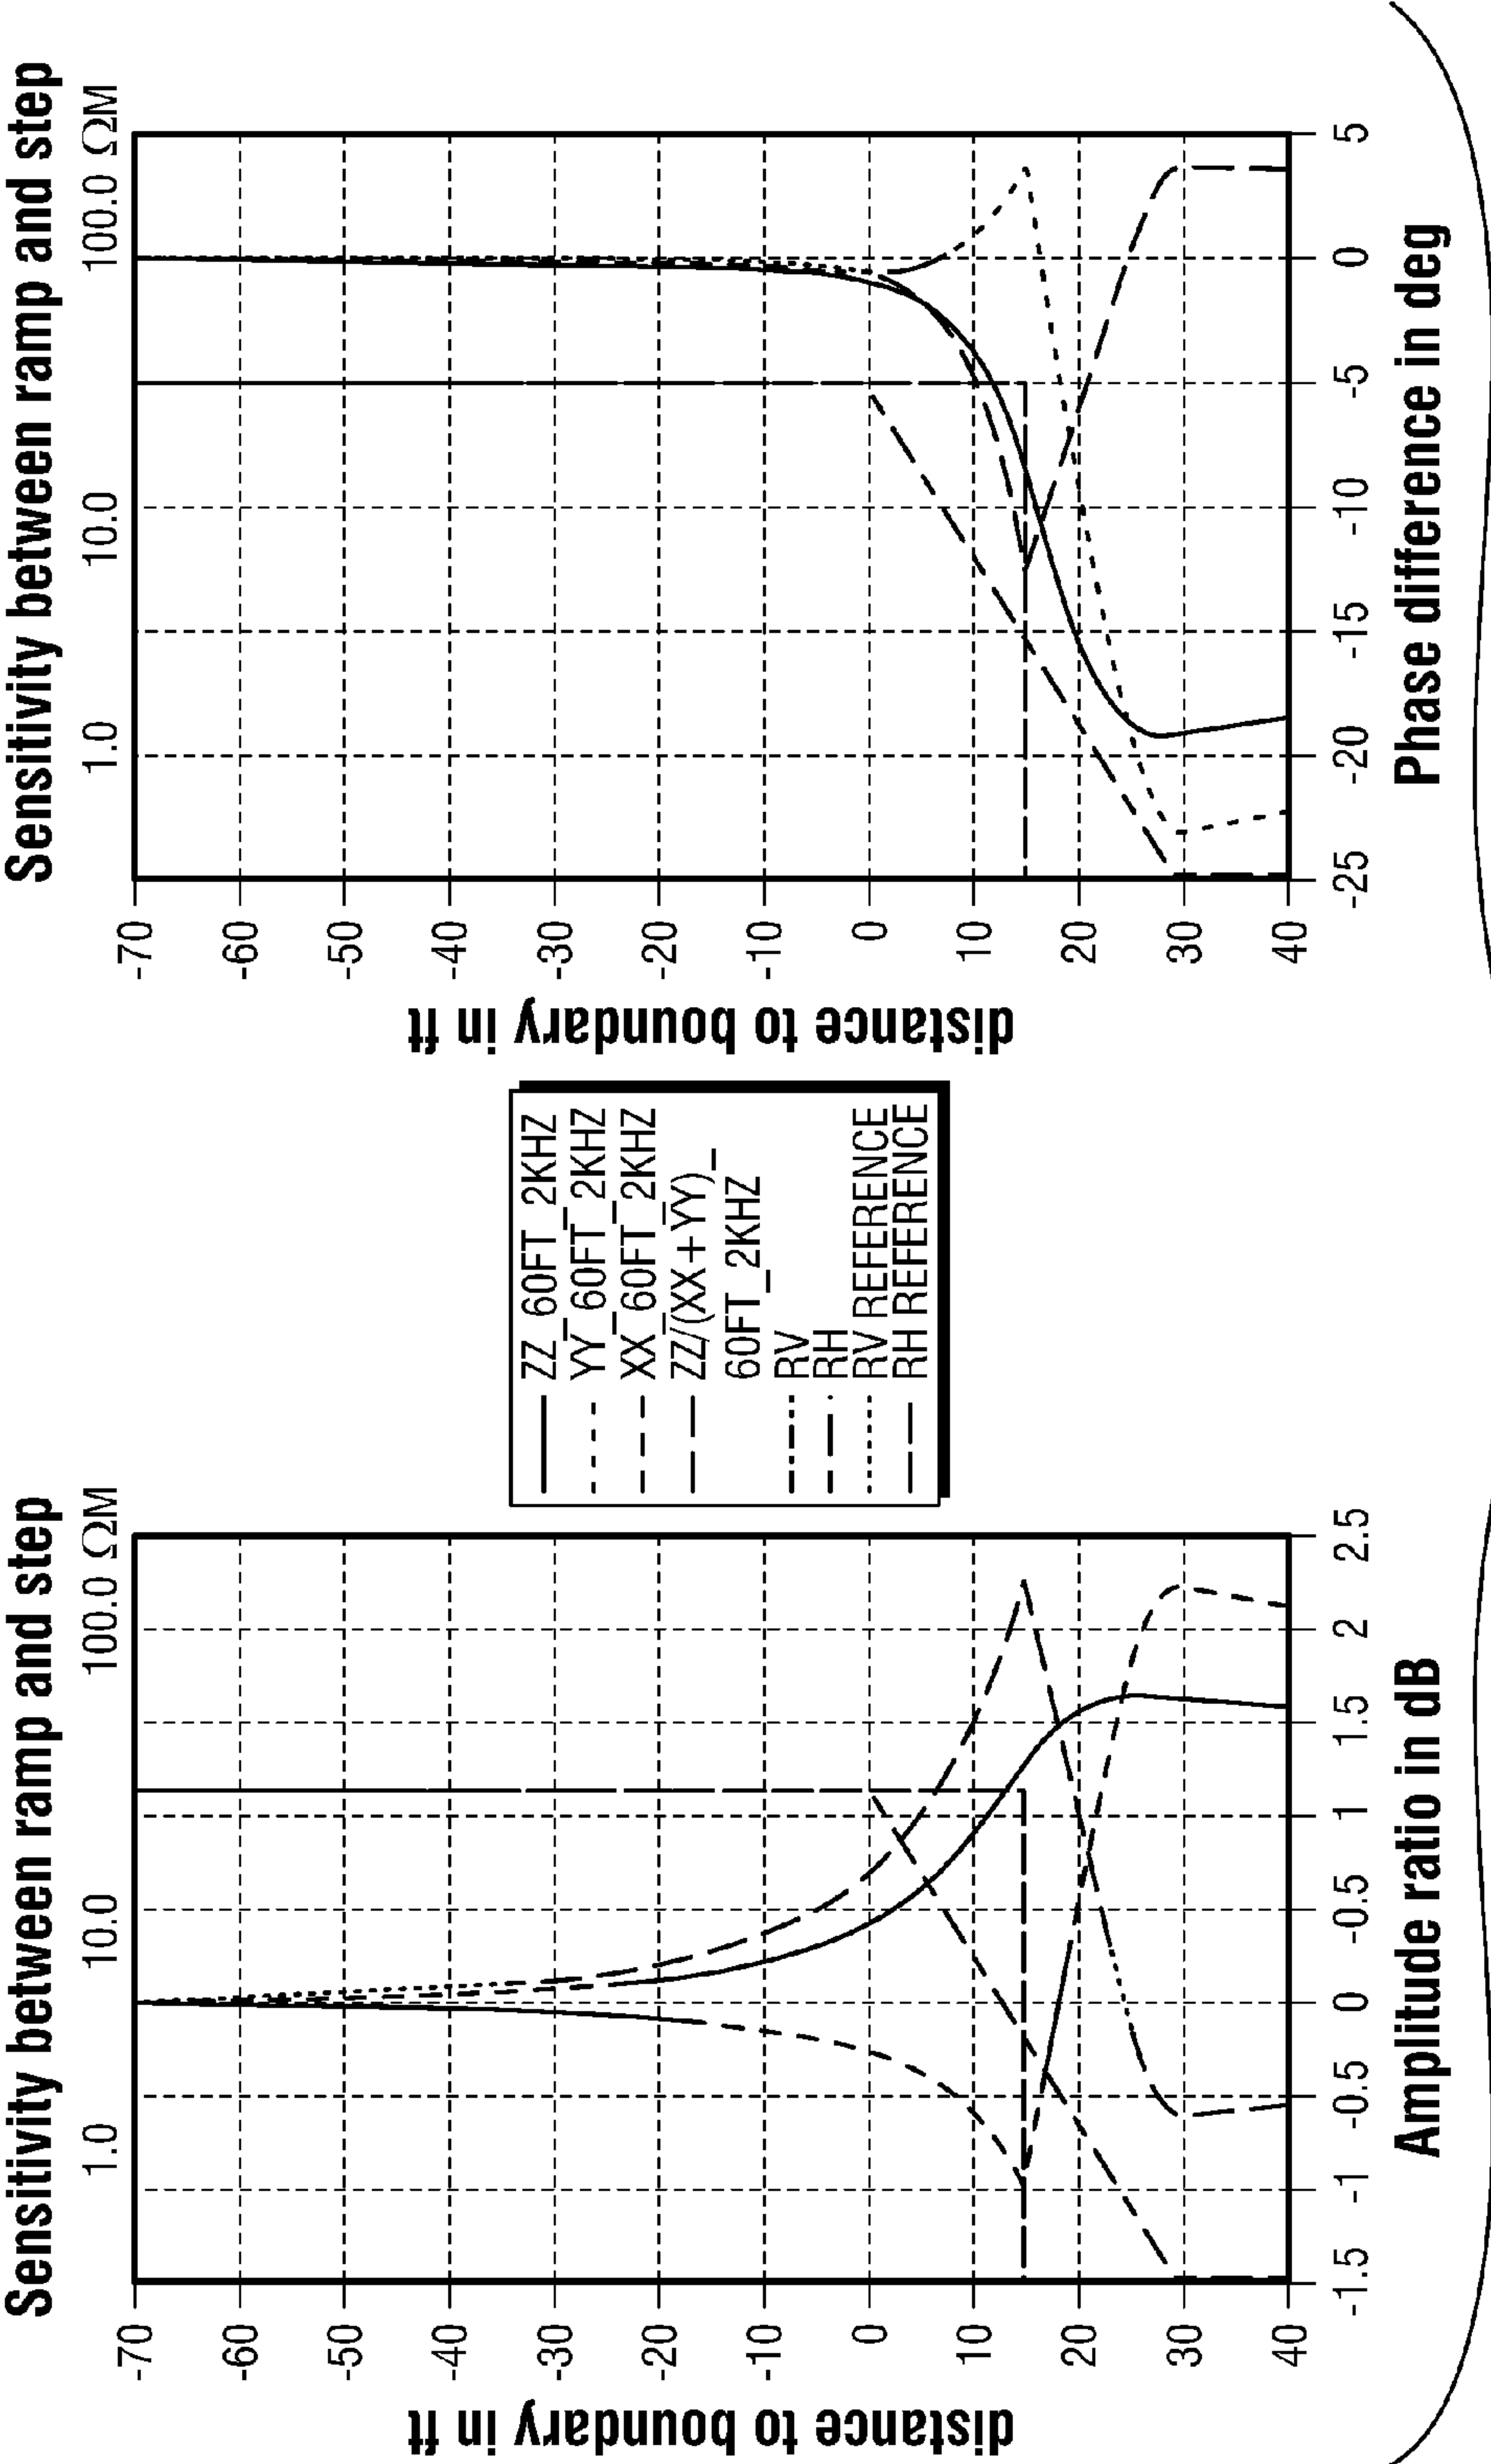 Sensitivity between ramp and step
1.0 10.0 100.0 ΩM
distance to boundary in ft
-70
-60
-50
-40
-30
-20
-10
0
10
20
30
40
-1.5 -1 -0.5 0 -0.5 1 1.5 2 2.5
Amplitude ratio in dB
ZZ_60FT_2KHZ
YY_60FT_2KHZ
XX_60FT_2KHZ
ZZ/(XX+YY)_
60FT_2KHZ
RV
RH
RV REFERENCE
RH REFERENCE
Sensitivity between ramp and step
1.0 10.0 100.0 ΩM
distance to boundary in ft
-70
-60
-50
-40
-30
-20
-10
0
10
20
30
40
-25 -20 -15 -10 -5 0 5
Phase difference in deg